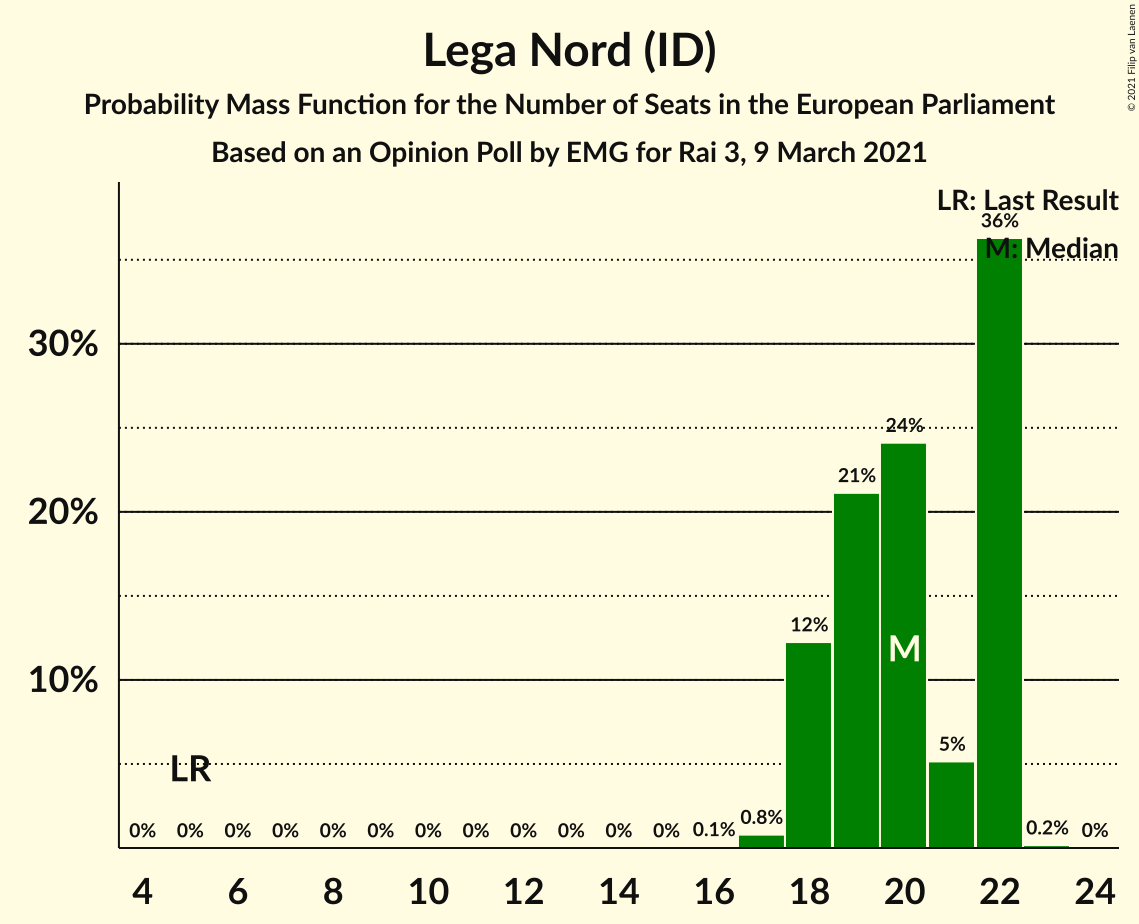 © 2021 Filip van Laenen
Lega Nord (ID)
Probability Mass Function for the Number of Seats in the European Parliament
Based on an Opinion Poll by EMG for Rai 3, 9 March 2021
LR: Last Result
36%
M: Median
30%
24%
21%
20%
12%
M
10%
5%
LR
0% 0% 0% 0% 0% 0% 0% 0% 0% 0% 0% 0% 0.1% 0.8% 0.2% 0%
4 6 8 10 12 14 16 18 20 22 24